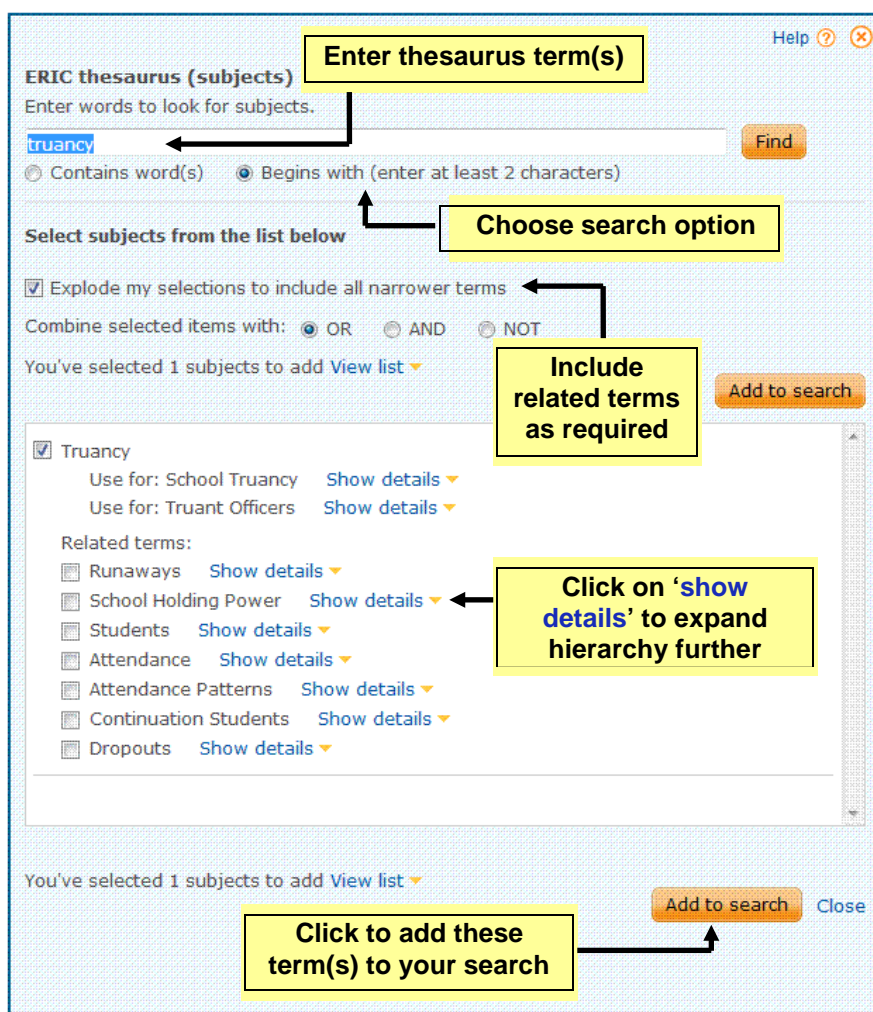 Help ?
Enter thesaurus term(s)
ERIC thesaurus (subjects)
Enter words to look for subjects.
truancy
Find
Contains word(s) Begins with (enter at least 2 characters)
Choose search option
Select subjects from the list below
Explode my selections to include all narrower terms
Combine selected items with: OR AND NOT
You've selected 1 subjects to add View list
Include
related terms
as required
Add to search
Truancy
Use for: School Truancy Show details
Use for: Truant Officers Show details
Related terms:
Runaways Show details
School Holding Power Show details
Students Show details
Attendance Show details
Attendance Patterns Show details
Continuation Students Show details
Dropouts Show details
Click on ‘show
details’ to expand
hierarchy further
You've selected 1 subjects to add View list
Add to search Close
Click to add these
term(s) to your search